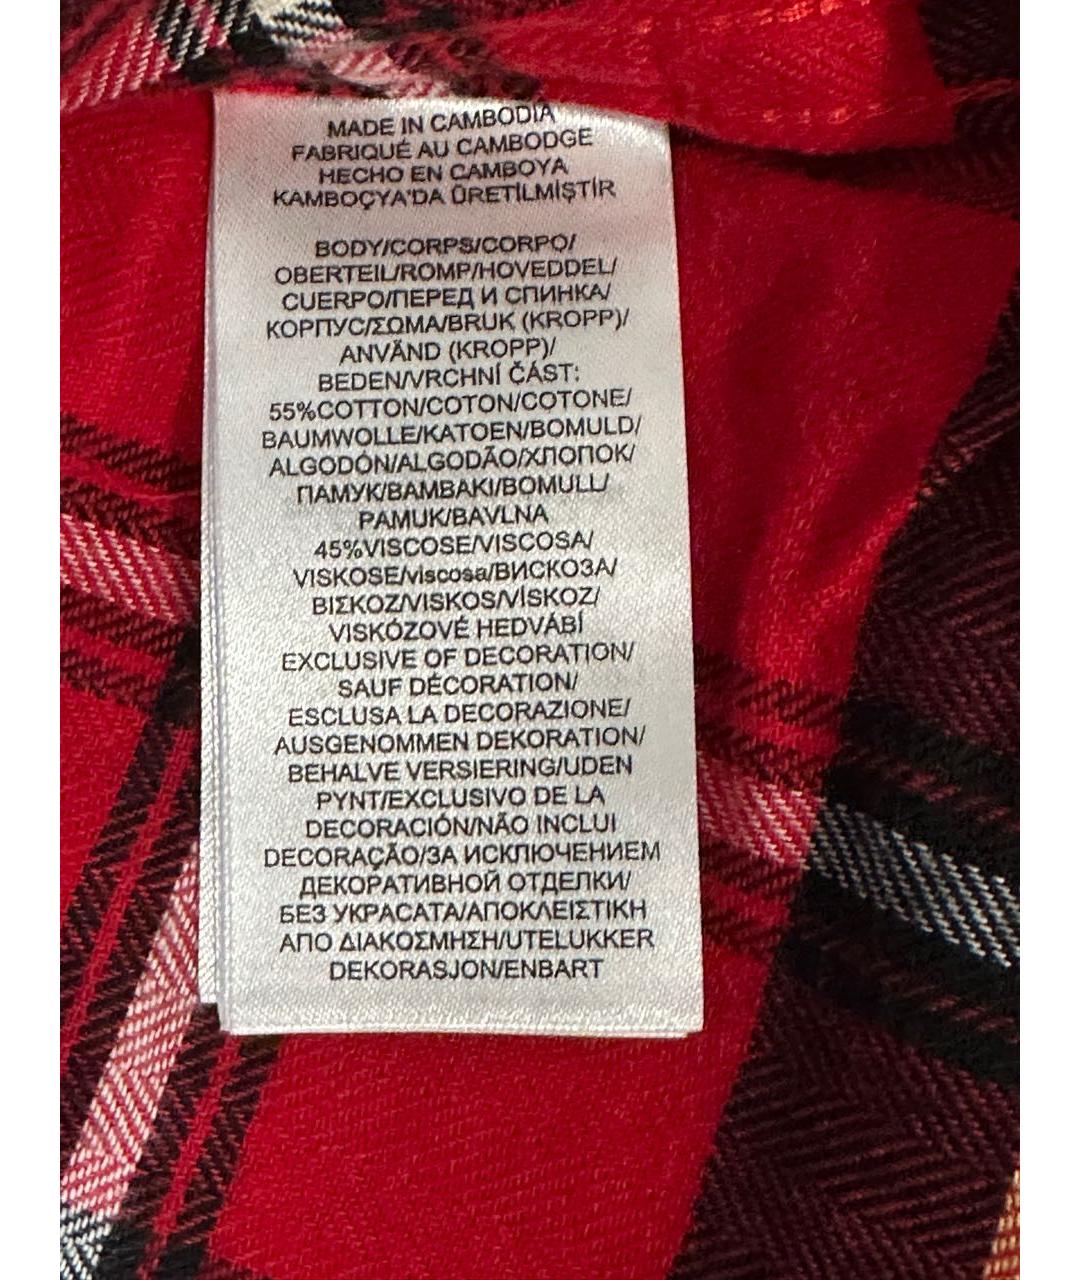 MADE IN CAMBODIA
FABRIQUÉ AU CAMBODGE
HECHO EN CAMBOYA
KAMBOÇYA'DA ÜRETİLMİŞTİR
BODY/CORPS/CORPO/
OBERTEIL/ROMP/HOVEDDEL/
CUERPO/ПЕРЕД И СПИНКА/
КОРПУС/ΣΩΜΑ/BRUK (KROPP)/
ANVÄND (KROPP)/
BEDEN/VRCHNÍ ČÁST:
55%COTTON/COTON/COTONE/
BAUMWOLLE/KATOEN/BOMULD/
ALGODÓN/ALGODÃO/ХЛОПОК/
ПАМУК/ΒΑΜΒΑΚΙ/BOMULL/
PAMUK/BAVLNA
45%VISCOSE/VISCOSA/
VISKOSE/viscosa/ВИСКОЗА/
ΒΙΣΚΟΖ/VISKOS/VİSKOZ/
VISKÓZOVÉ HEDVÁBÍ
EXCLUSIVE OF DECORATION/
SAUF DÉCORATION/
ESCLUSA LA DECORAZIONE/
AUSGENOMMEN DEKORATION/
BEHALVE VERSIERING/UDEN
PYNT/EXCLUSIVO DE LA
DECORACIÓN/NÃO INCLUI
DECORAÇÃO/ЗА ИСКЛЮЧЕНИЕМ
ДЕКОРАТИВНОЙ ОТДЕЛКИ/
БЕЗ УКРАСАТА/ΑΠΟΚΛΕΙΣΤΙΚΗ
ΑΠΟ ΔΙΑΚΟΣΜΗΣΗ/UTELUKKER
DEKORASJON/ENBART